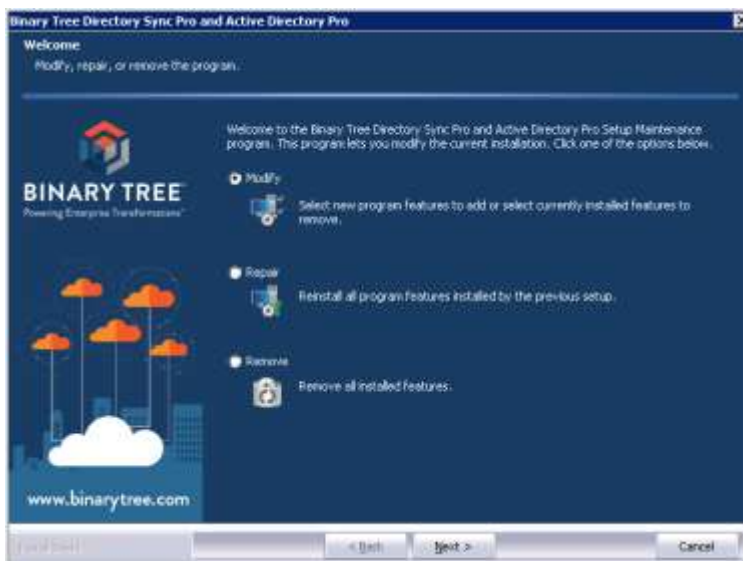 Binary Tree Directory Sync Pro and Active Directory Pro
Welcome
Modify, repair, or remove the program.
Welcome to the Binary Tree Directory Sync Pro and Active Directory Pro Setup Maintenance
program. This program lets you modify the current installation. Click one of the options below.
Modify
Select new program features to add or select currently installed features to
remove.
Repair
Reinstall all program features installed by the previous setup.
Remove
Remove all installed features.
BINARY TREE
Powering Enterprise Transformations
www.binarytree.com
< Back
Next >
Cancel